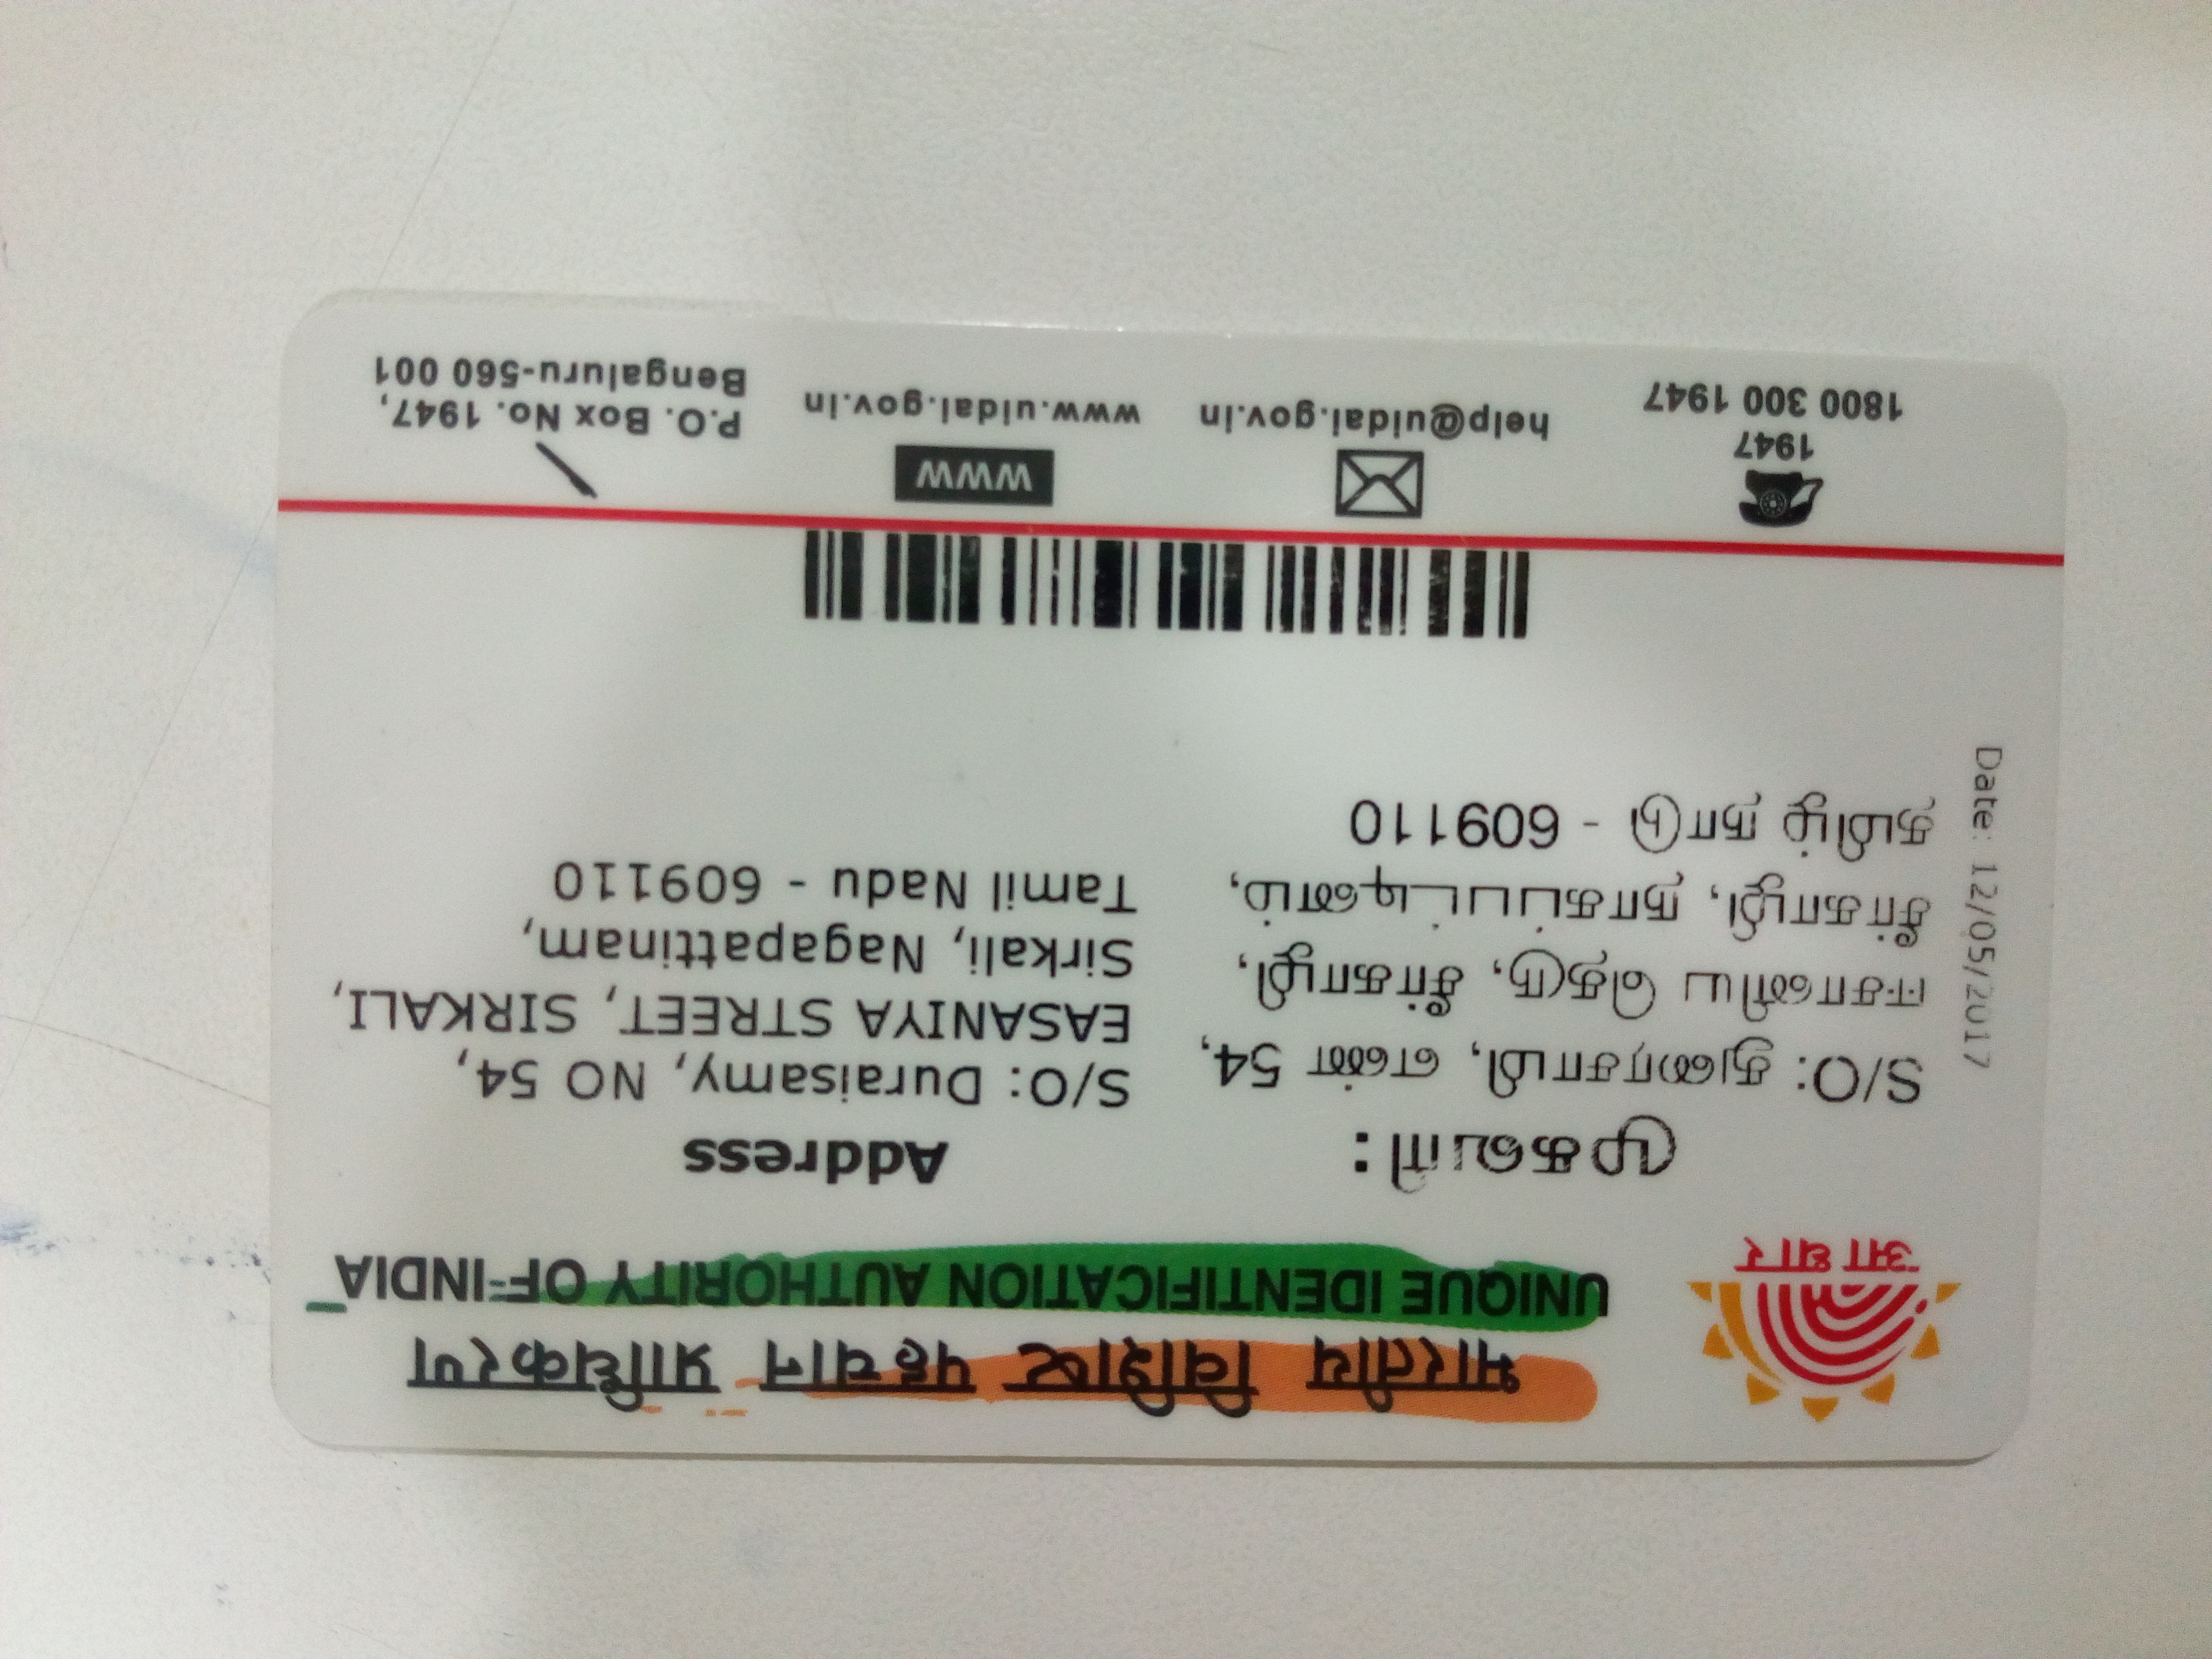 भारतीय विशिष्ट पहचान प्राधिकरण
UNIQUE IDENTIFICATION AUTHORITY OF INDIA
आधार
முகவரி:
S/O: துரைசாமி, எண் 54,
ஈசானிய தெரு, சீர்காழி,
சீர்காழி, நாகப்பட்டினம்,
தமிழ் நாடு - 609110
Address
S/O: Duraisamy, NO 54,
EASANIYA STREET, SIRKALI,
Sirkali, Nagapattinam,
Tamil Nadu - 609110
Date: 12/05/2017
1947
1800 300 1947
help@uidai.gov.in
WWW
www.uidai.gov.in
P.O. Box No. 1947,
Bengaluru-560 001